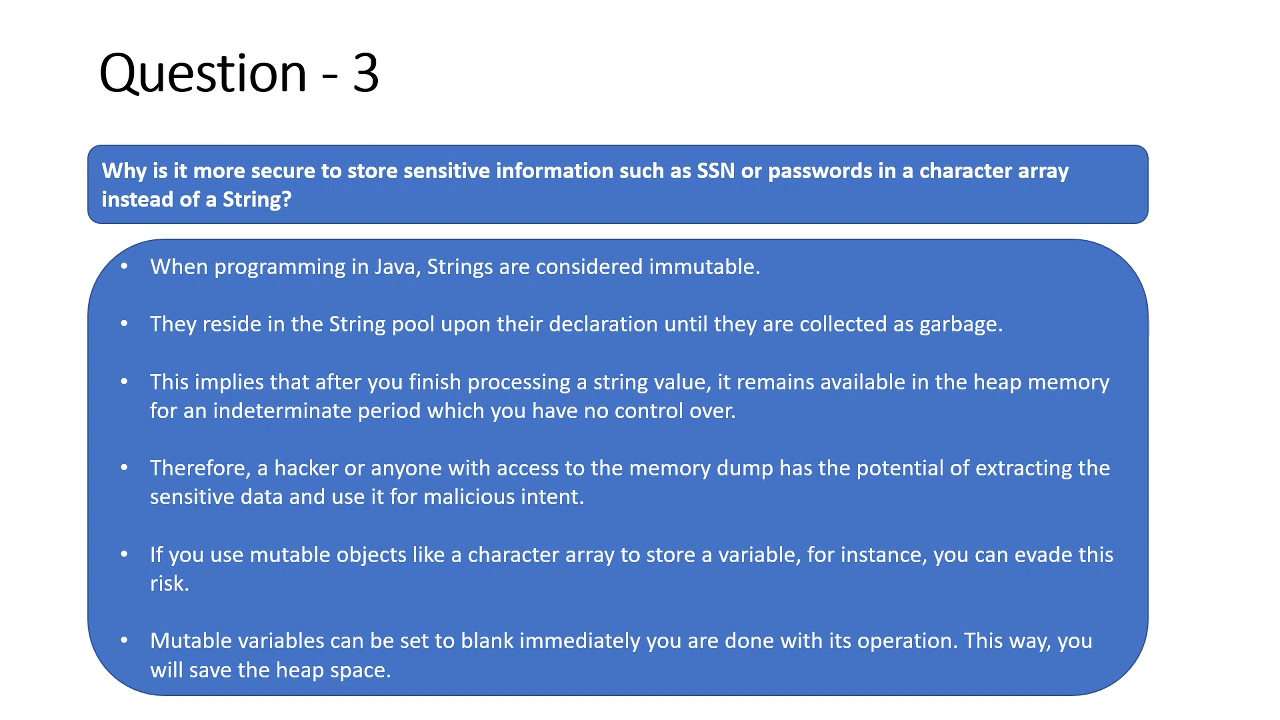 Question - 3
Why is it more secure to store sensitive information such as SSN or passwords in a character array
instead of a String?
• When programming in Java, Strings are considered immutable.
• They reside in the String pool upon their declaration until they are collected as garbage.
• This implies that after you finish processing a string value, it remains available in the heap memory
for an indeterminate period which you have no control over.
• Therefore, a hacker or anyone with access to the memory dump has the potential of extracting the
sensitive data and use it for malicious intent.
• If you use mutable objects like a character array to store a variable, for instance, you can evade this
risk.
• Mutable variables can be set to blank immediately you are done with its operation. This way, you
will save the heap space.